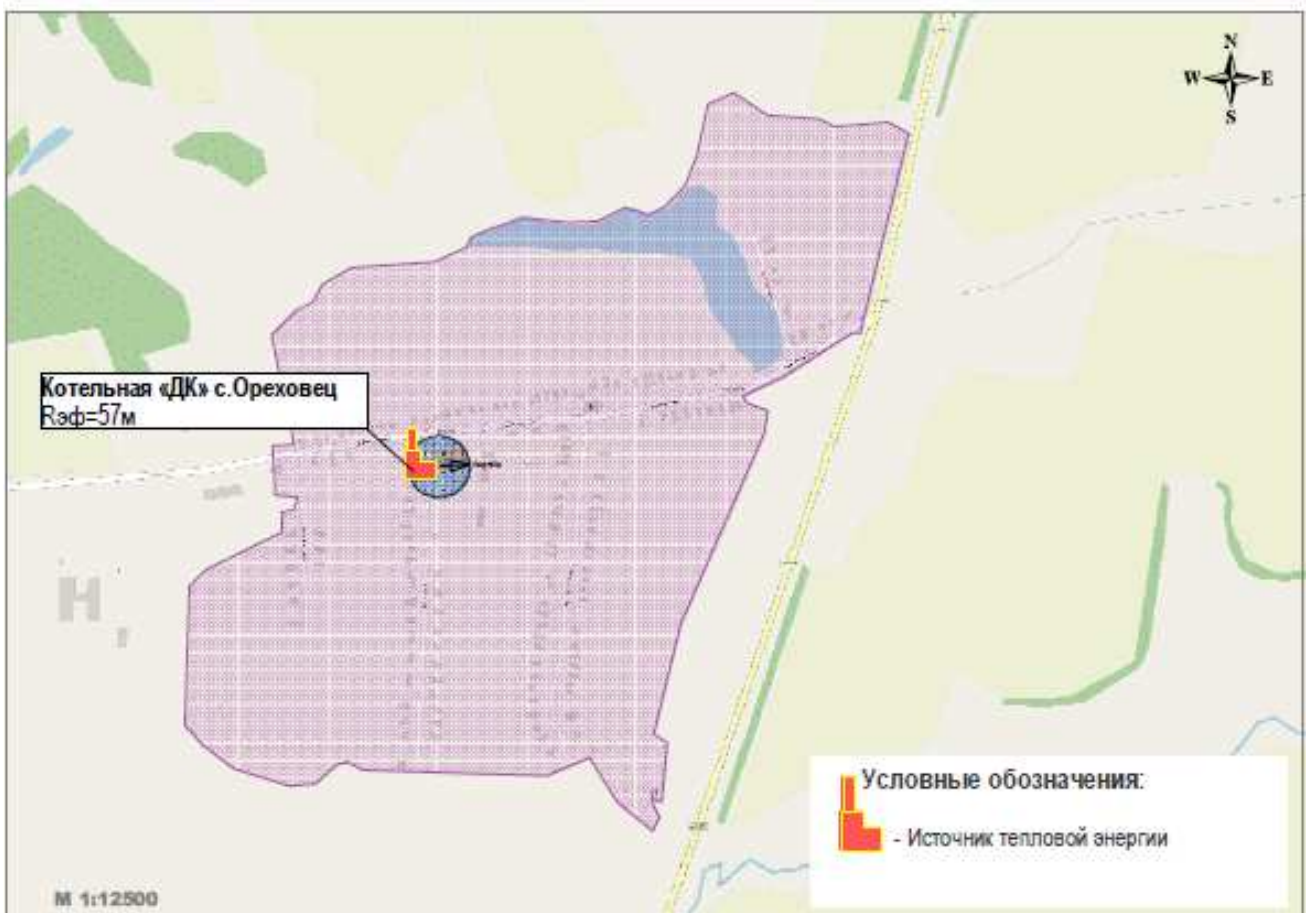 N
W E
S
Котельная «ДК» с.Ореховец
Rэф=57м
Н
Условные обозначения:
- Источник тепловой энергии
М 1:12500